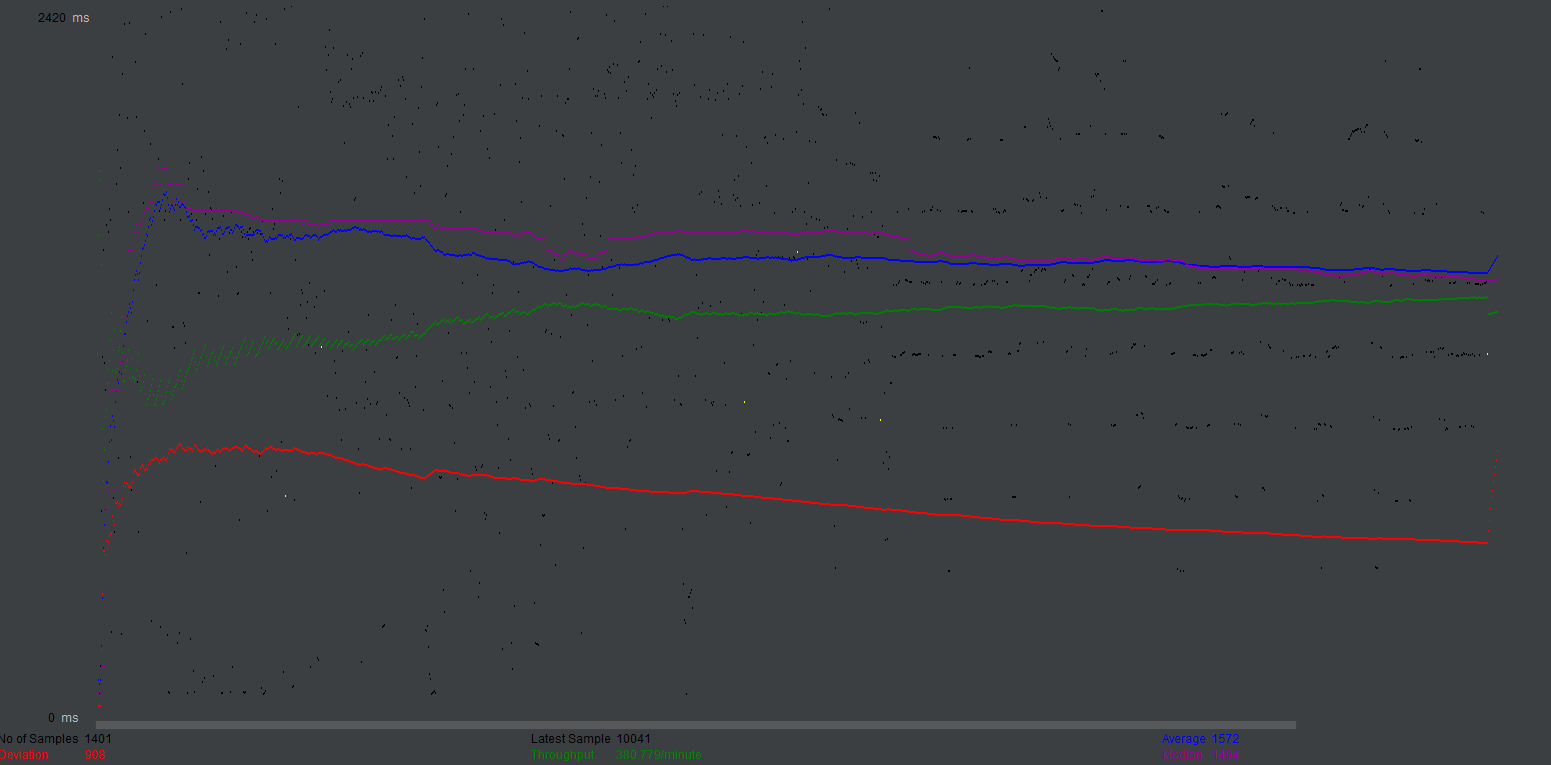 2420 ms
0 ms
No of Samples 1401 Latest Sample 10041 Average 1572
Deviation 908 Throughput 380.779/minute Median 1494